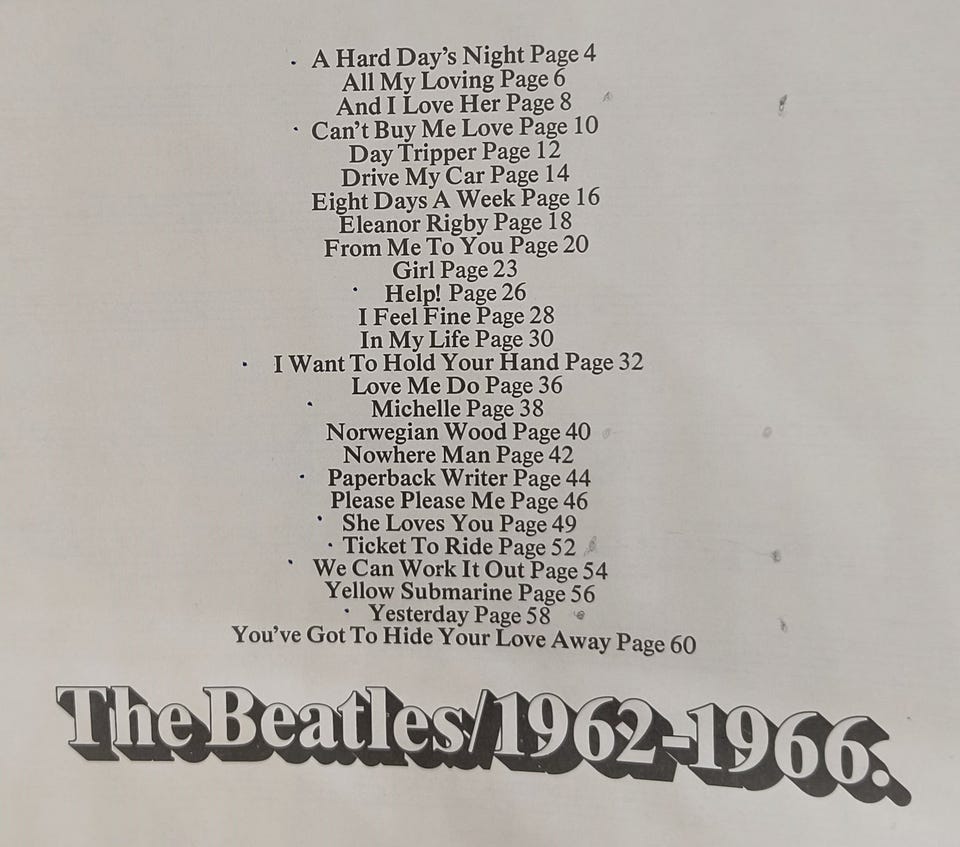 A Hard Day's Night Page 4
All My Loving Page 6
And I Love Her Page 8
Can't Buy Me Love Page 10
Day Tripper Page 12
Drive My Car Page 14
Eight Days A Week Page 16
Eleanor Rigby Page 18
From Me To You Page 20
Girl Page 23
Help! Page 26
I Feel Fine Page 28
In My Life Page 30
I Want To Hold Your Hand Page 32
Love Me Do Page 36
Michelle Page 38
Norwegian Wood Page 40
Nowhere Man Page 42
Paperback Writer Page 44
Please Please Me Page 46
She Loves You Page 49
Ticket To Ride Page 52
We Can Work It Out Page 54
Yellow Submarine Page 56
Yesterday Page 58
You've Got To Hide Your Love Away Page 60
The Beatles/1962-1966.